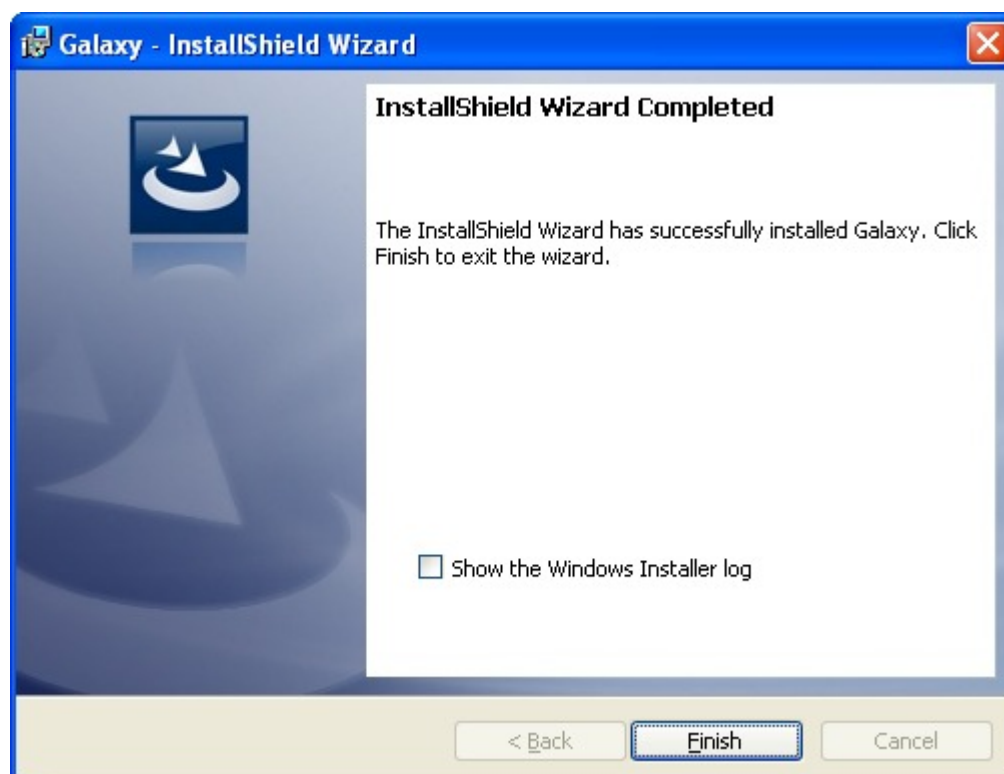 Galaxy - InstallShield Wizard
InstallShield Wizard Completed
The InstallShield Wizard has successfully installed Galaxy. Click
Finish to exit the wizard.
Show the Windows Installer log
< Back
Finish
Cancel